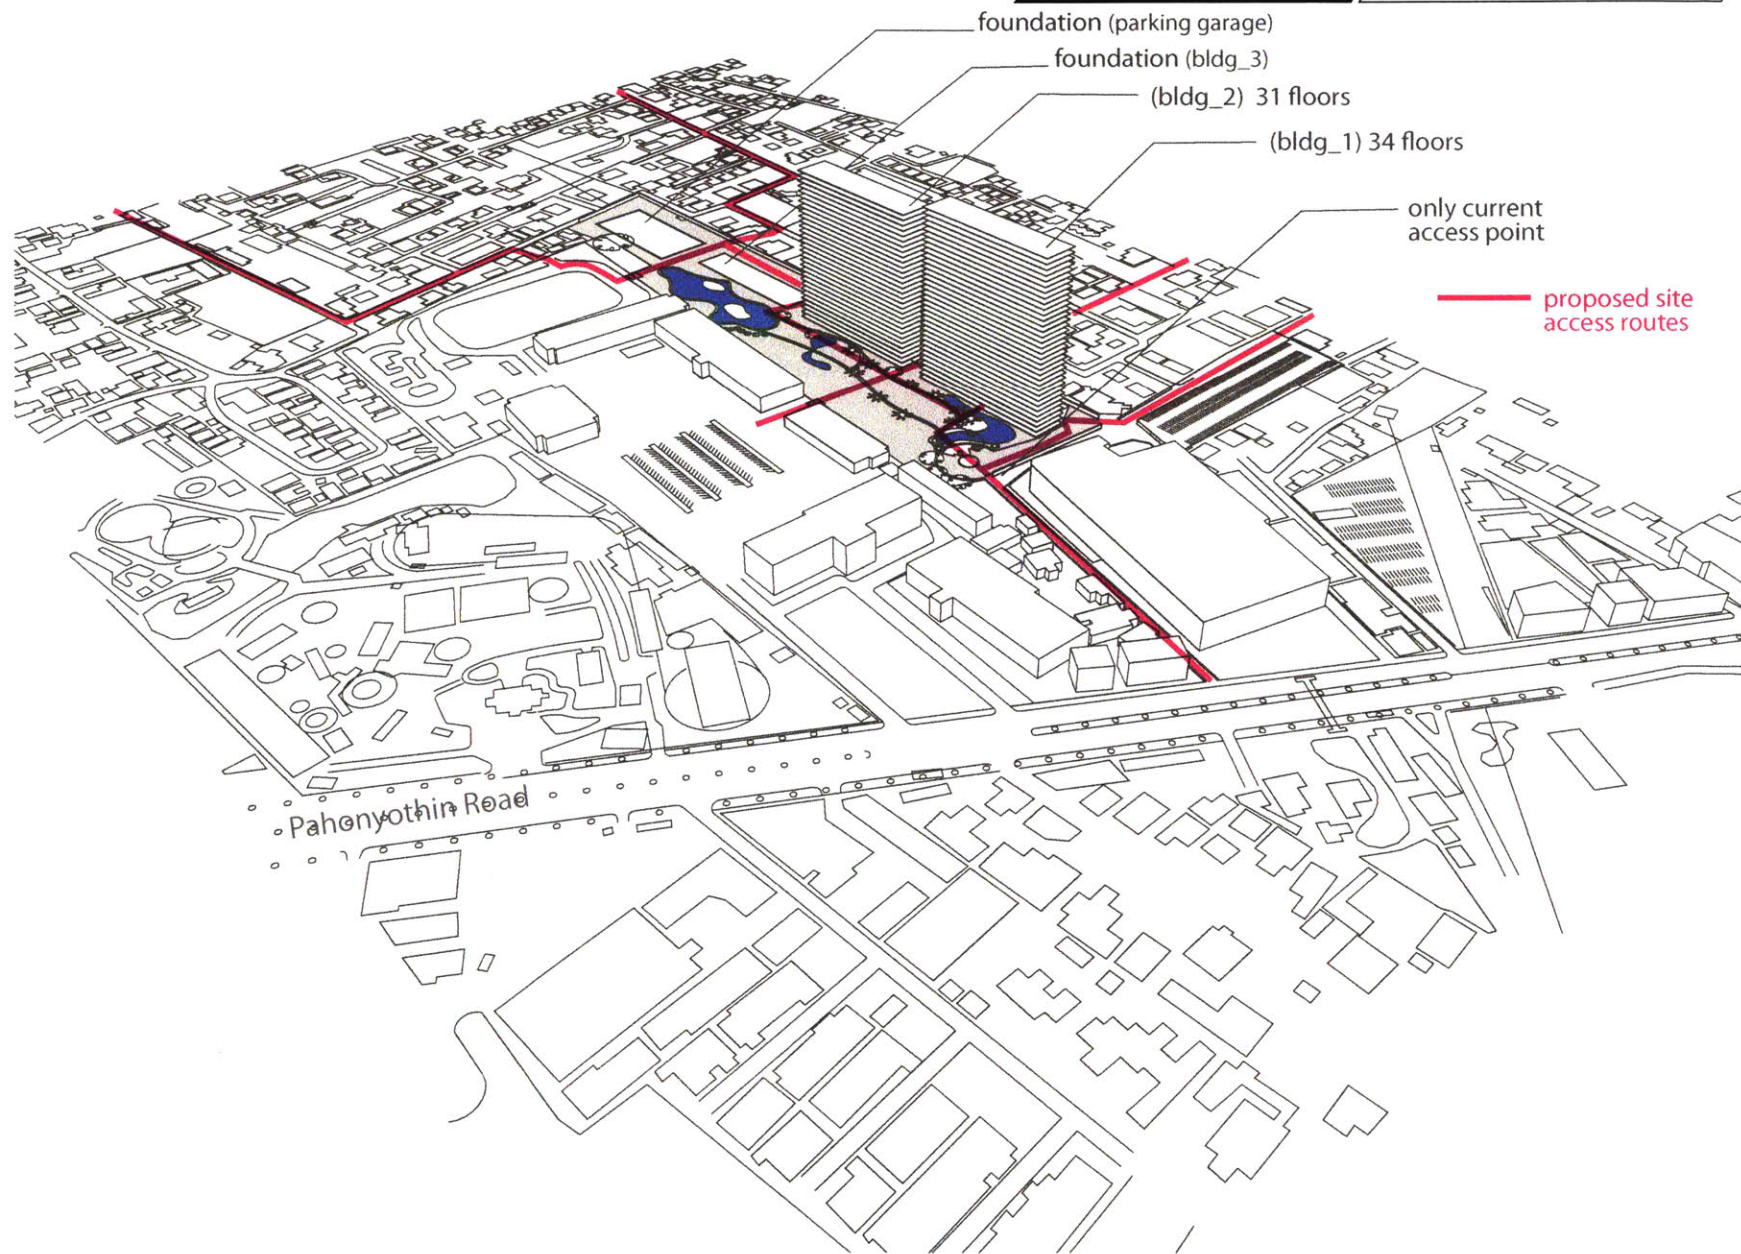 foundation (parking garage)
foundation (bldg_3)
(bldg_2) 31 floors
(bldg_1) 34 floors
only current
access point
proposed site
access routes
Pahonyothin Road